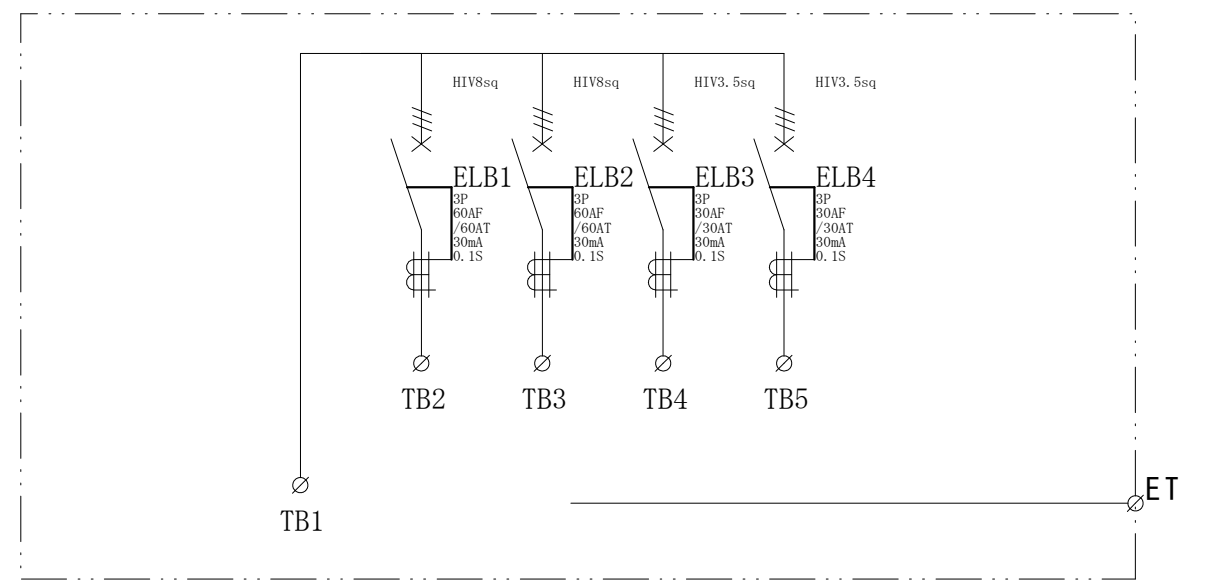 HIV8sq
HIV8sq
HIV3.5sq
HIV3.5sq
ELB1
3P
60AF
/60AT
30mA
0.1S
ELB2
3P
60AF
/60AT
30mA
0.1S
ELB3
3P
30AF
/30AT
30mA
0.1S
ELB4
3P
30AF
/30AT
30mA
0.1S
TB2
TB3
TB4
TB5
TB1
ET